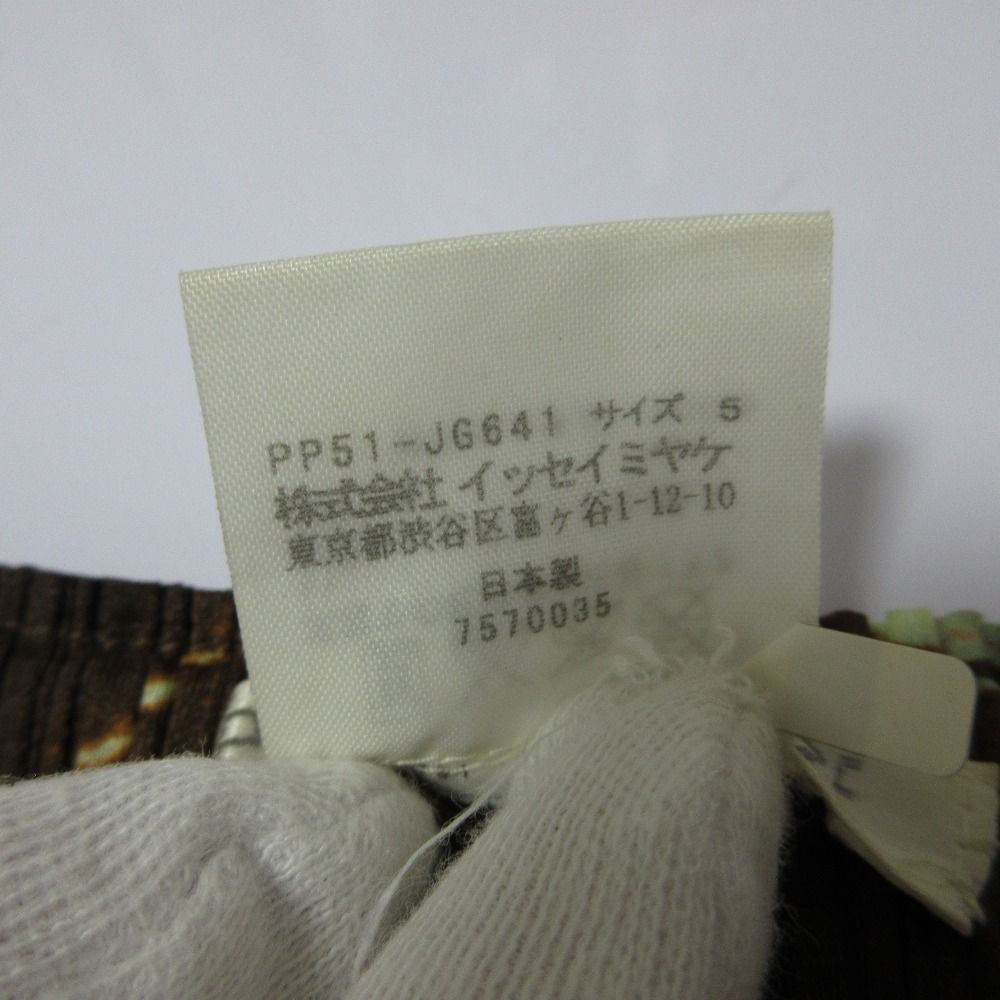 PP51-JG641 サイズ S
株式会社 イッセイミヤケ
東京都渋谷区富ヶ谷1-12-10
日本製
7570035